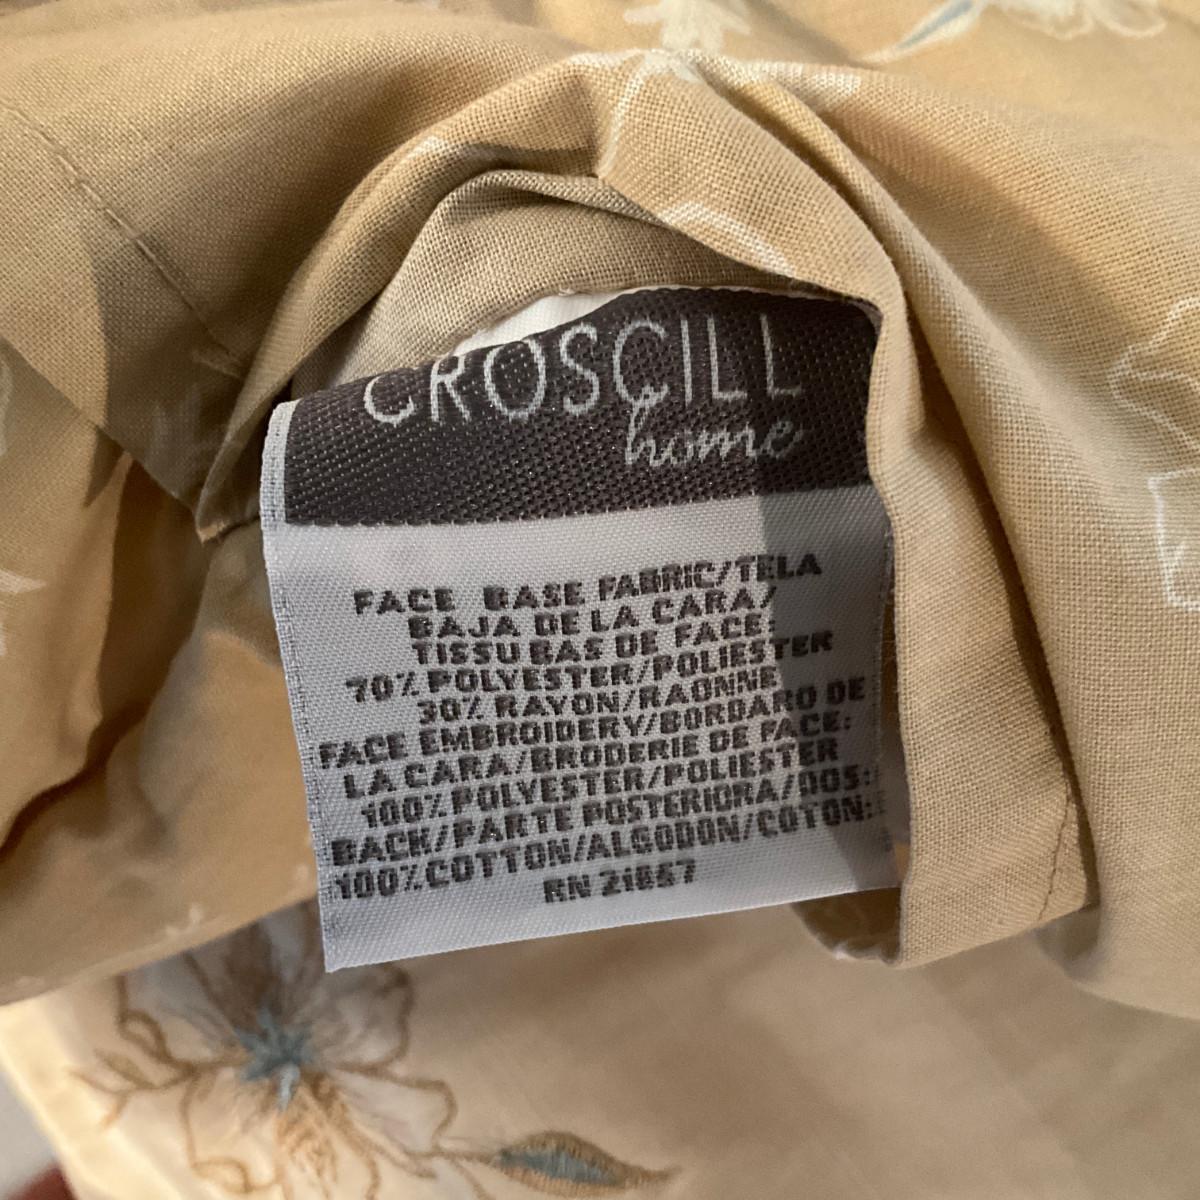 CROSCILL
home
FACE BASE FABRIC/TELA
BAJA DE LA CARA/
TISSU BAS DE FACE:
70% POLYESTER/POLIESTER
30% RAYON/RAONNE
FACE EMBROIDERY/BORDARO DE
LA CARA/BRODERIE DE FACE:
100% POLYESTER/POLIESTER
BACK/PARTE POSTERIORA/DOS:
100% COTTON/ALGODON/COTON:
RN 21857